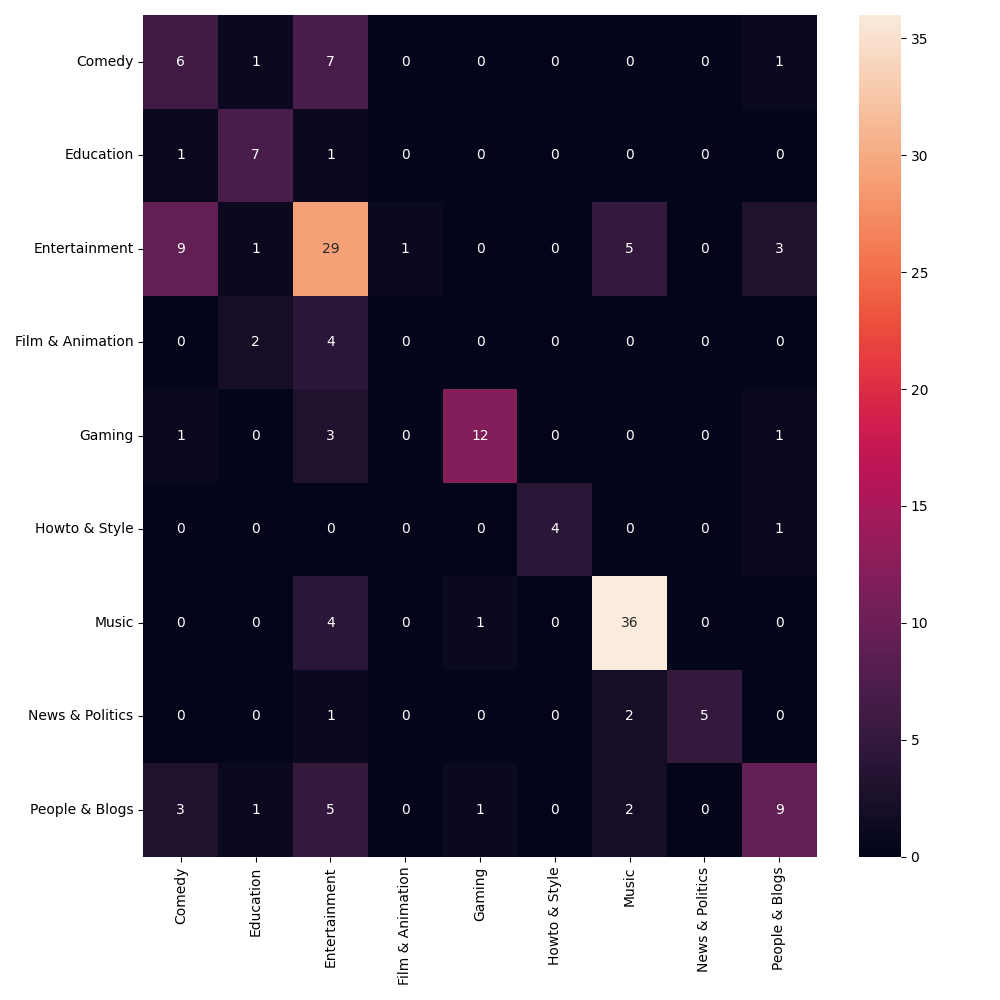 Comedy 6 1 7 0 0 0 0 0 1
Education 1 7 1 0 0 0 0 0 0
Entertainment 9 1 29 1 0 0 5 0 3
Film & Animation 0 2 4 0 0 0 0 0 0
Gaming 1 0 3 0 12 0 0 0 1
Howto & Style 0 0 0 0 0 4 0 0 1
Music 0 0 4 0 1 0 36 0 0
News & Politics 0 0 1 0 0 0 2 5 0
People & Blogs 3 1 5 0 1 0 2 0 9
Comedy
Education
Entertainment
Film & Animation
Gaming
Howto & Style
Music
News & Politics
People & Blogs
35
30
25
20
15
10
5
0